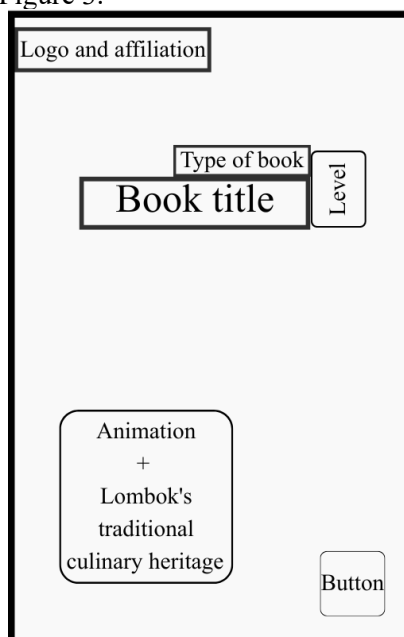 Figure 3.
Logo and affiliation
Type of book
Level
Book title
Animation
+
Lombok's
traditional
culinary heritage
Button